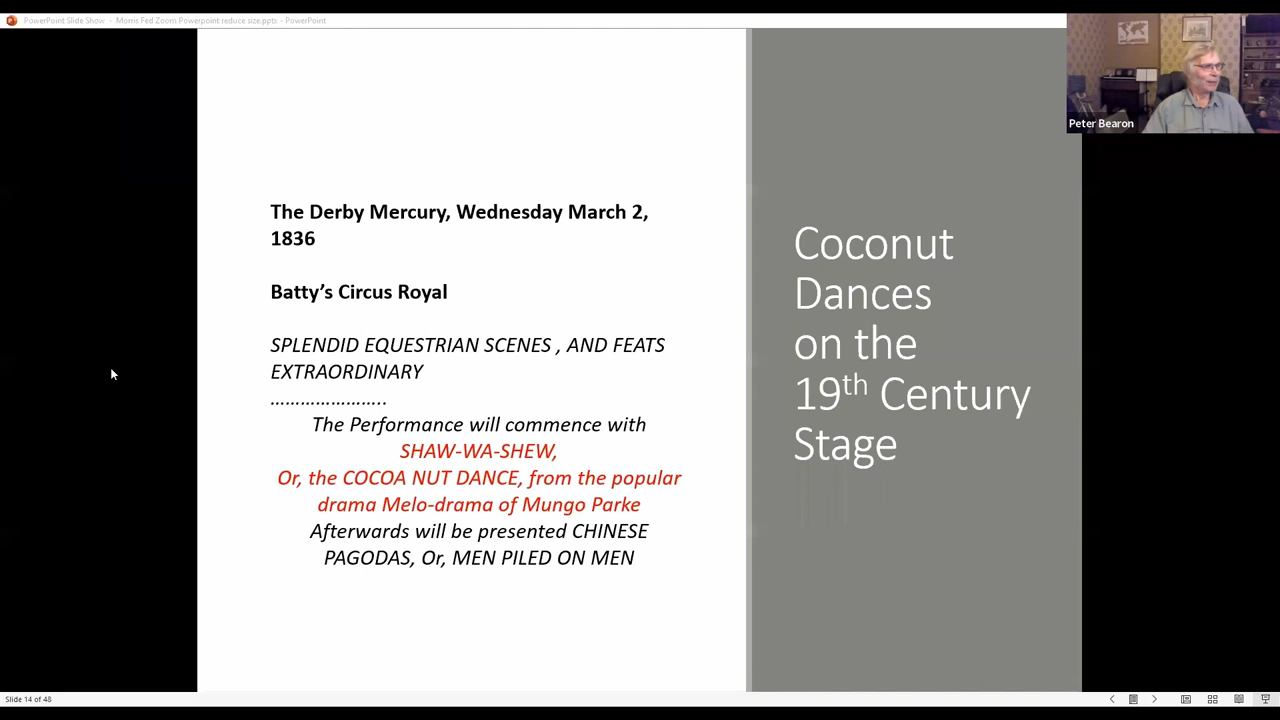 PowerPoint Slide Show - Morris Fed Zoom Powerpoint reduce size.pptx - PowerPoint
Peter Bearon
The Derby Mercury, Wednesday March 2,
1836
Batty’s Circus Royal
SPLENDID EQUESTRIAN SCENES , AND FEATS
EXTRAORDINARY
…………………..
The Performance will commence with
SHAW-WA-SHEW,
Or, the COCOA NUT DANCE, from the popular
drama Melo-drama of Mungo Parke
Afterwards will be presented CHINESE
PAGODAS, Or, MEN PILED ON MEN
Coconut
Dances
on the
19th Century
Stage
Slide 14 of 48